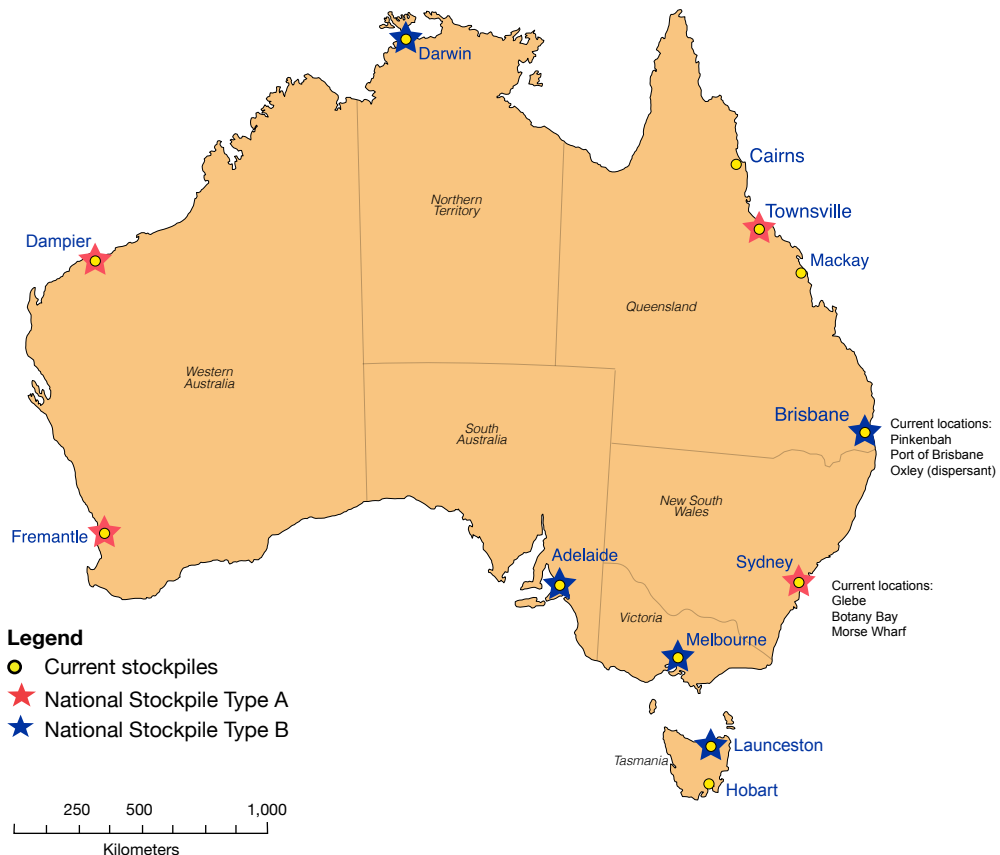 Darwin
Cairns
Northern
Territory
Townsville
Dampier
Mackay
Queensland
Western
Australia
Brisbane
Current locations:
Pinkenbah
Port of Brisbane
Oxley (dispersant)
South
Australia
New South
Wales
Fremantle
Adelaide
Sydney
Current locations:
Glebe
Botany Bay
Morse Wharf
Victoria
Melbourne
Legend
Current stockpiles
National Stockpile Type A
National Stockpile Type B
Launceston
Tasmania
Hobart
250 500 1,000
Kilometers